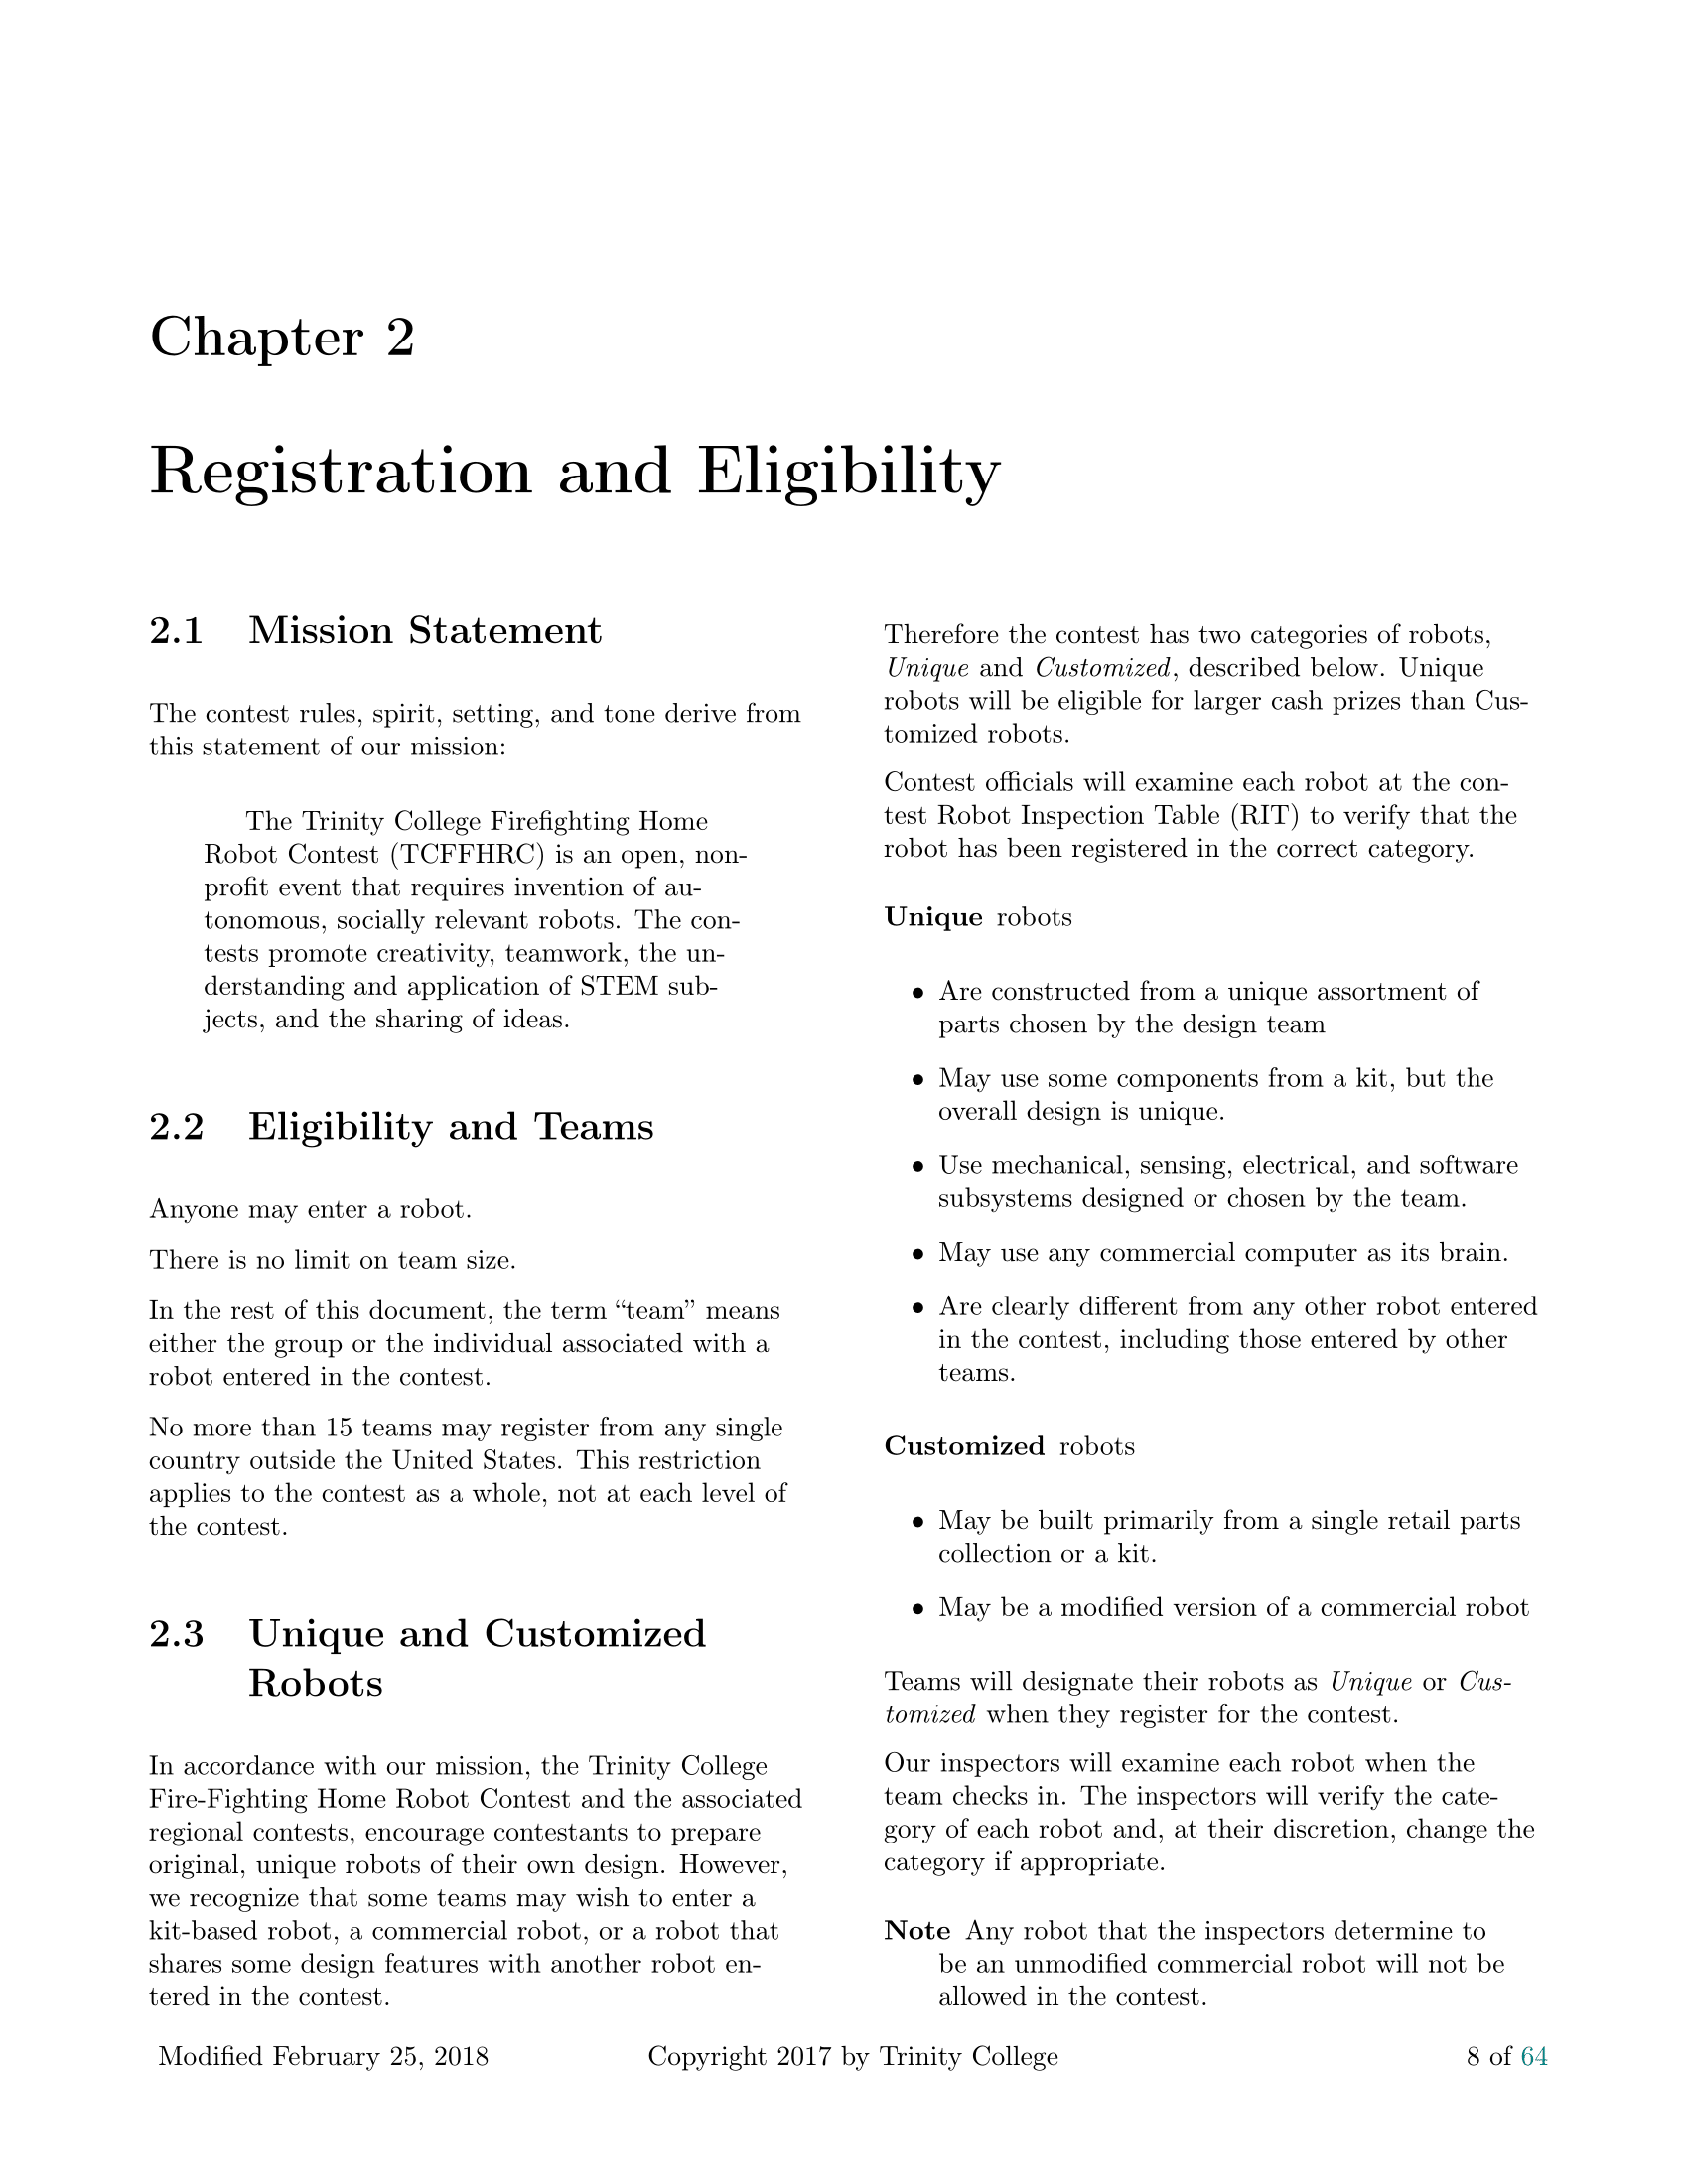 Chapter 2
Registration and Eligibility
2.1 Mission Statement
The contest rules, spirit, setting, and tone derive from
this statement of our mission:
The Trinity College Firefighting Home
Robot Contest (TCFFHRC) is an open, non-
profit event that requires invention of au-
tonomous, socially relevant robots. The con-
tests promote creativity, teamwork, the un-
derstanding and application of STEM sub-
jects, and the sharing of ideas.
2.2 Eligibility and Teams
Anyone may enter a robot.
There is no limit on team size.
In the rest of this document, the term “team” means
either the group or the individual associated with a
robot entered in the contest.
No more than 15 teams may register from any single
country outside the United States. This restriction
applies to the contest as a whole, not at each level of
the contest.
2.3 Unique and Customized
Robots
In accordance with our mission, the Trinity College
Fire-Fighting Home Robot Contest and the associated
regional contests, encourage contestants to prepare
original, unique robots of their own design. However,
we recognize that some teams may wish to enter a
kit-based robot, a commercial robot, or a robot that
shares some design features with another robot en-
tered in the contest.
Therefore the contest has two categories of robots,
Unique and Customized, described below. Unique
robots will be eligible for larger cash prizes than Cus-
tomized robots.
Contest officials will examine each robot at the con-
test Robot Inspection Table (RIT) to verify that the
robot has been registered in the correct category.
Unique robots
• Are constructed from a unique assortment of
parts chosen by the design team
• May use some components from a kit, but the
overall design is unique.
• Use mechanical, sensing, electrical, and software
subsystems designed or chosen by the team.
• May use any commercial computer as its brain.
• Are clearly different from any other robot entered
in the contest, including those entered by other
teams.
Customized robots
• May be built primarily from a single retail parts
collection or a kit.
• May be a modified version of a commercial robot
Teams will designate their robots as Unique or Cus-
tomized when they register for the contest.
Our inspectors will examine each robot when the
team checks in. The inspectors will verify the cate-
gory of each robot and, at their discretion, change the
category if appropriate.
Note Any robot that the inspectors determine to
be an unmodified commercial robot will not be
allowed in the contest.
Modified February 25, 2018 Copyright 2017 by Trinity College 8 of 64